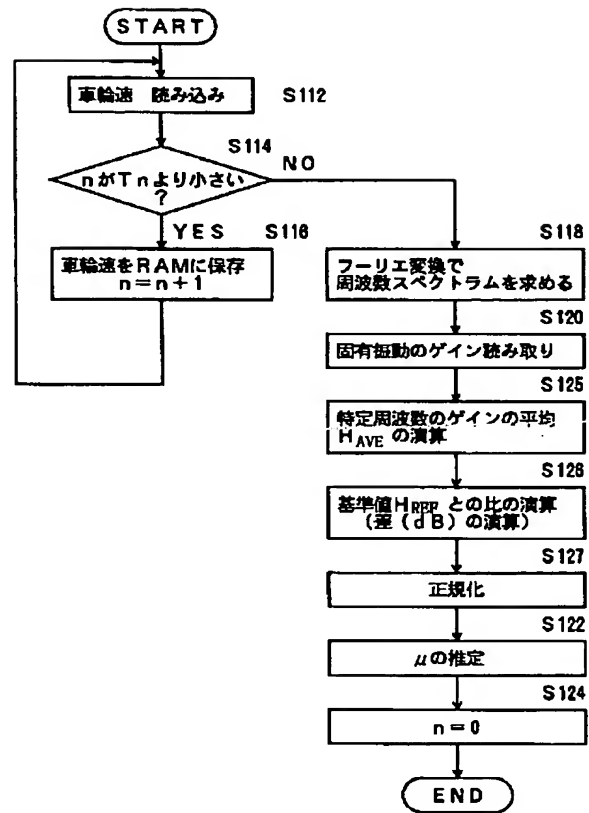 START
車輪速 読み込み
S112
S114
nがTnより小さい
?
NO
YES
S116
車輪速をRAMに保存
n=n+1
S118
フーリエ変換で
周波数スペクトラムを求める
S120
固有振動のゲイン読み取り
S125
特定周波数のゲインの平均
HAVE の演算
S126
基準値HREF との比の演算
(差(dB)の演算)
S127
正規化
S122
μの推定
S124
n=0
END